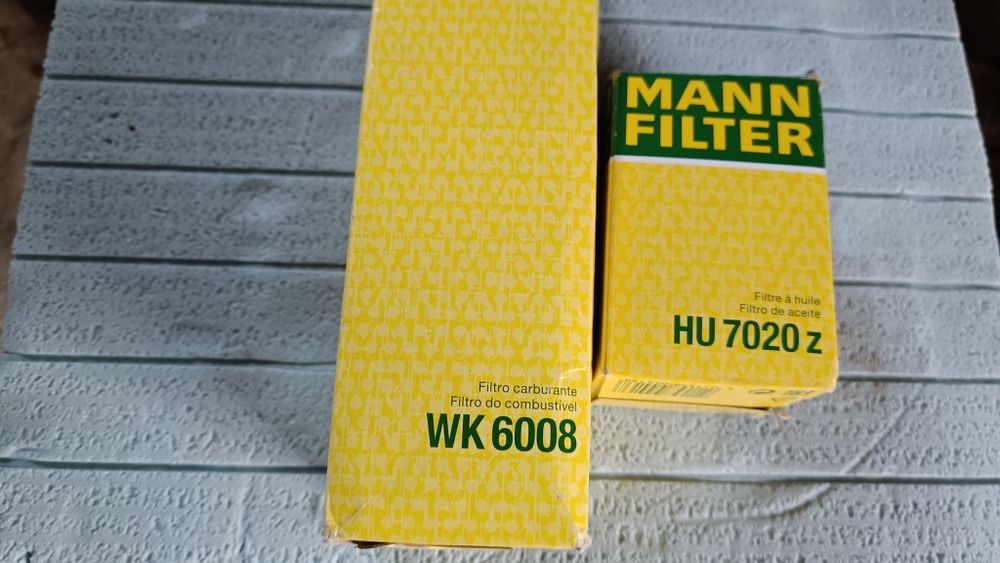 Filtro carburante
Filtro do combustível
WK 6008
MANN
FILTER
Filtre à huile
Filtro de aceite
HU 7020 z